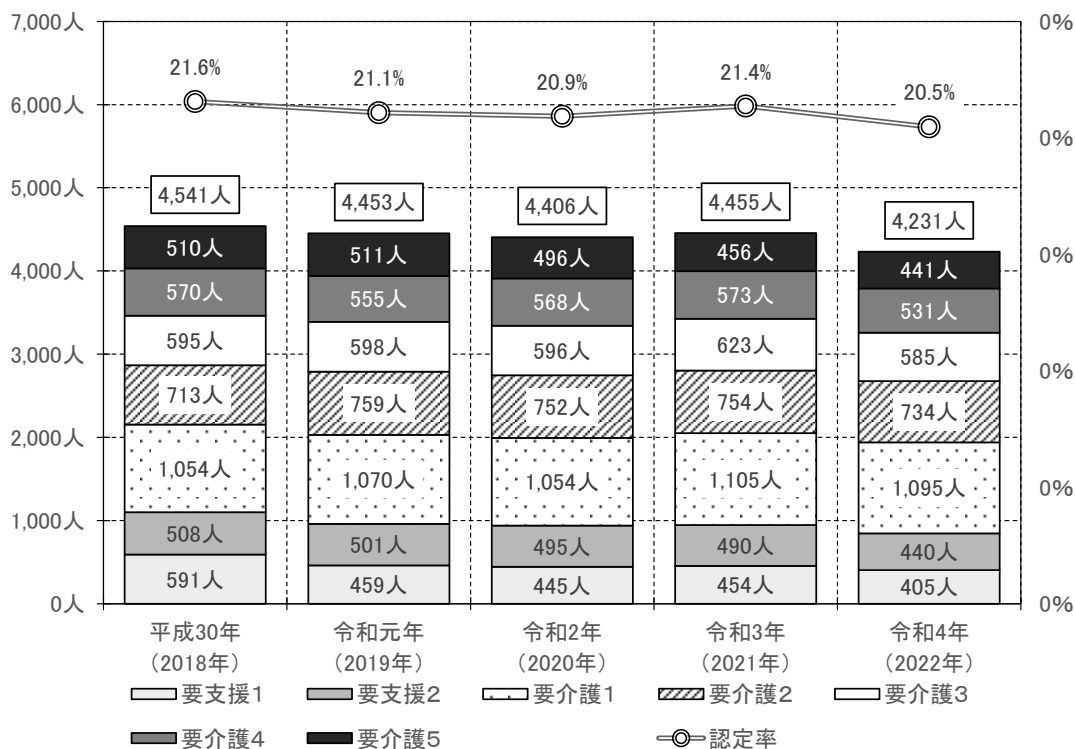 7,000人
6,000人
5,000人
4,000人
3,000人
2,000人
1,000人
0人
0%
0%
0%
0%
0%
0%
21.6%
21.1%
20.9%
21.4%
20.5%
4,541人
4,453人
4,406人
4,455人
4,231人
510人
511人
496人
456人
441人
570人
555人
568人
573人
531人
595人
598人
596人
623人
585人
713人
759人
752人
754人
734人
1,054人
1,070人
1,054人
1,105人
1,095人
508人
501人
495人
490人
440人
591人
459人
445人
454人
405人
平成30年
(2018年)
令和元年
(2019年)
令和2年
(2020年)
令和3年
(2021年)
令和4年
(2022年)
要支援1
要支援2
要介護1
要介護2
要介護3
要介護4
要介護5
認定率